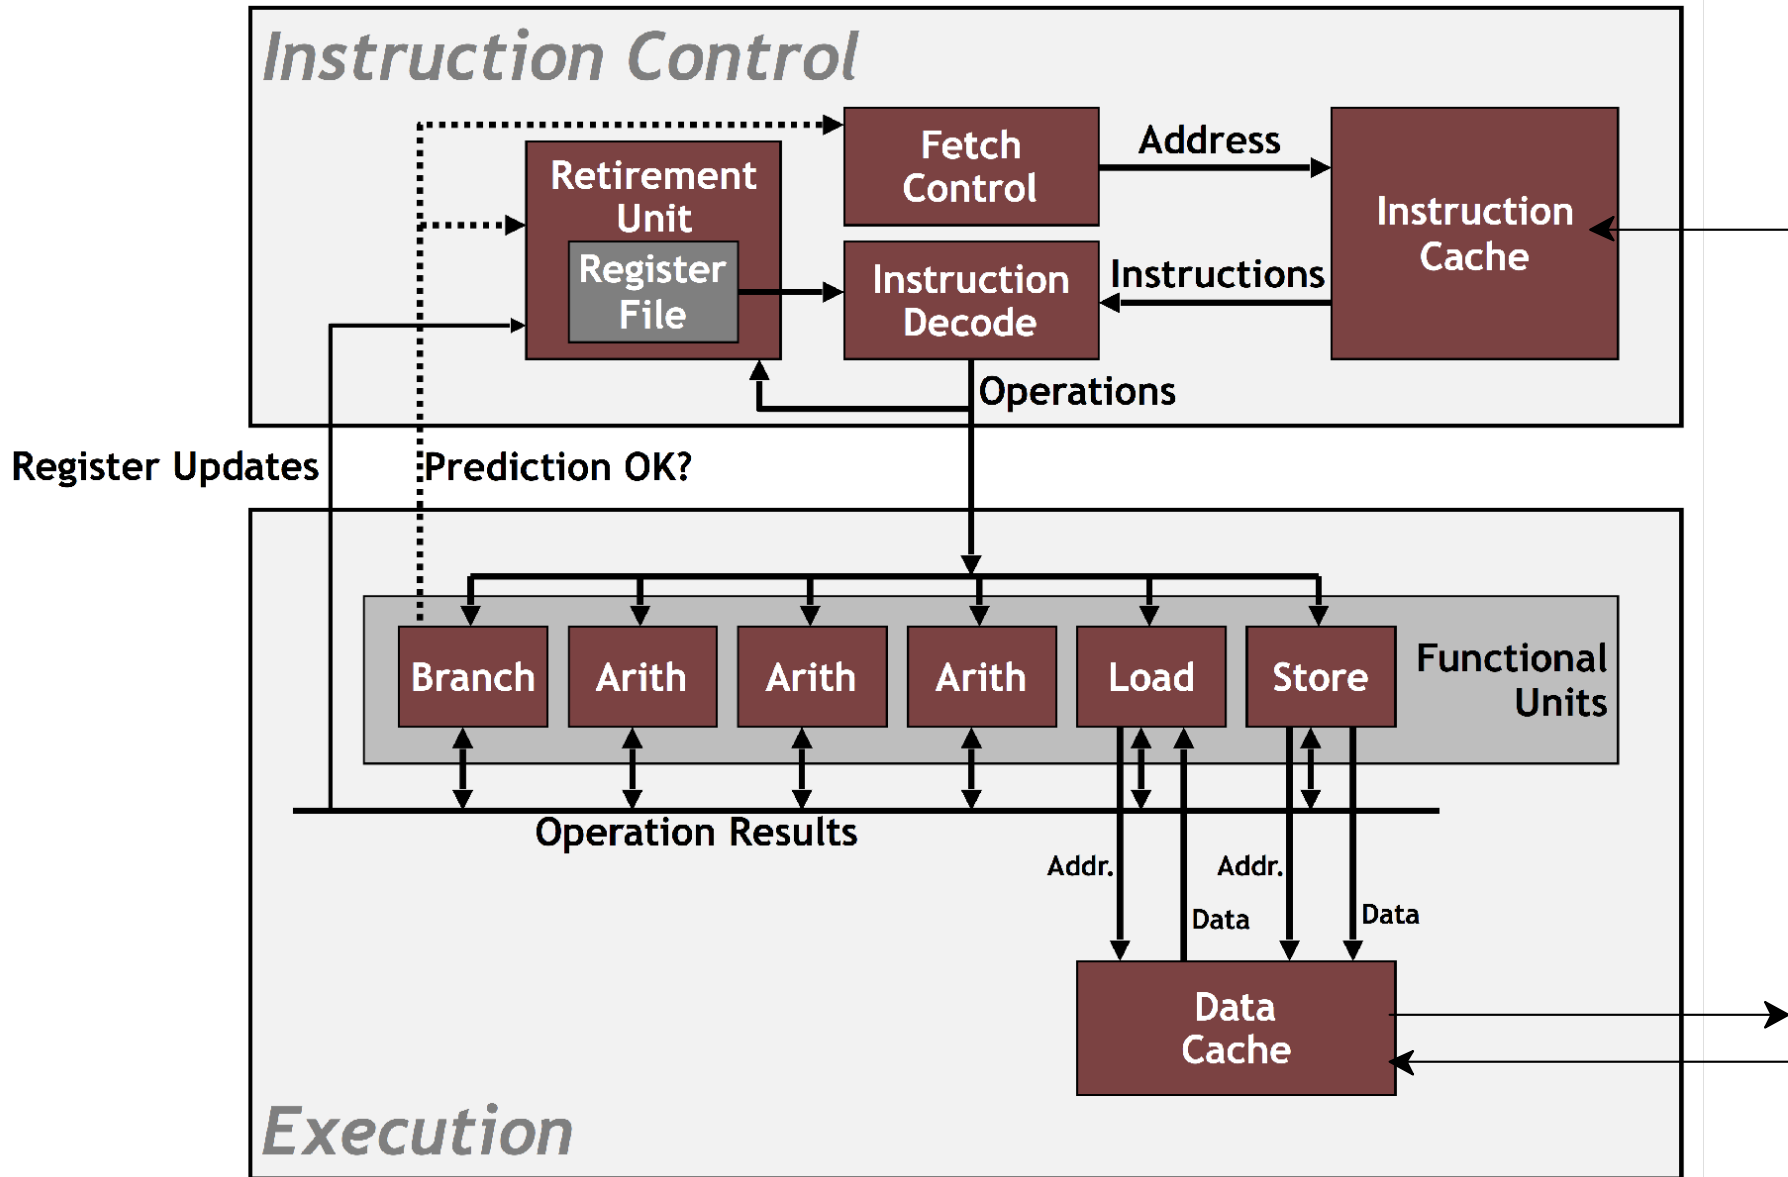 Instruction Control
Fetch
Control
Address
Retirement
Unit
Instruction
Cache
Register
File
Instruction
Decode
Instructions
Operations
Register Updates
Prediction OK?
Branch
Arith
Arith
Arith
Load
Store
Functional
Units
Operation Results
Addr.
Addr.
Data
Data
Data
Cache
Execution